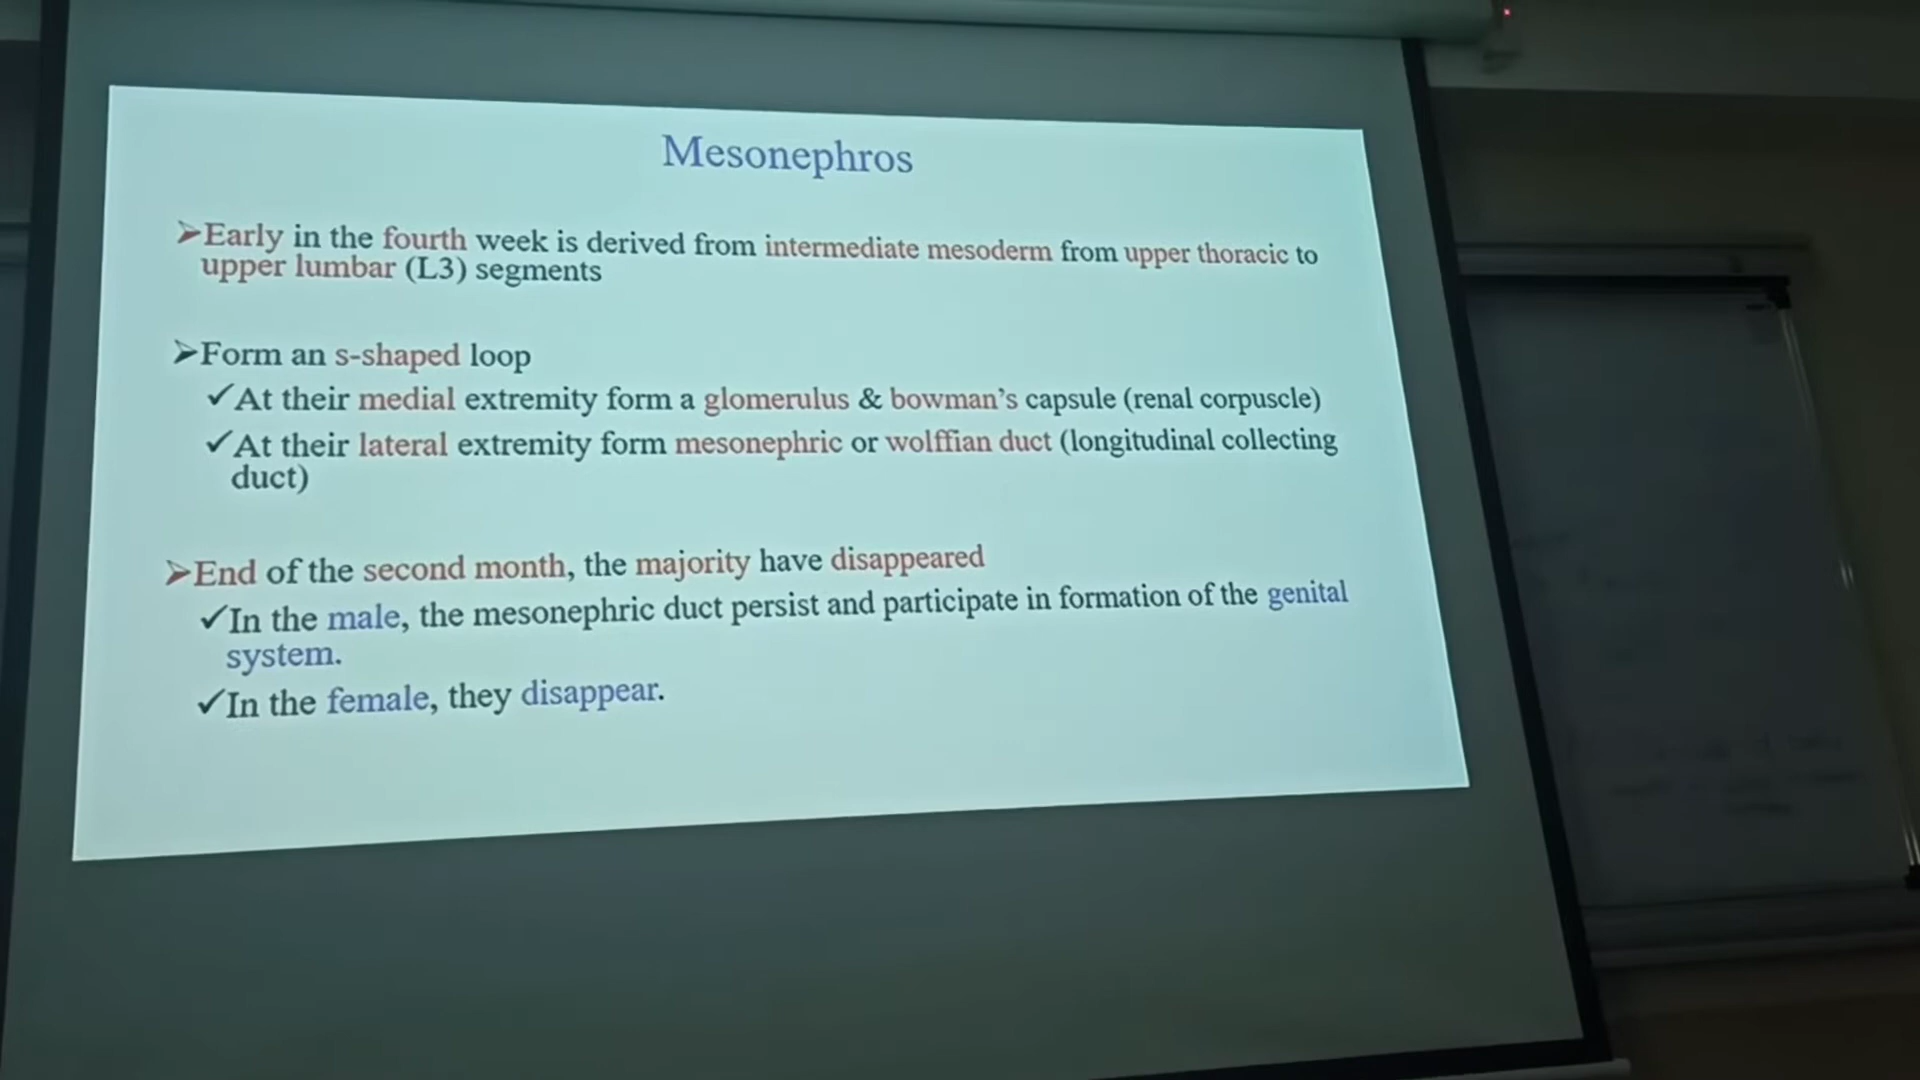 Mesonephros
➢Early in the fourth week is derived from intermediate mesoderm from upper thoracic to
upper lumbar (L3) segments
➢Form an s-shaped loop
✓At their medial extremity form a glomerulus & bowman's capsule (renal corpuscle)
✓At their lateral extremity form mesonephric or wolffian duct (longitudinal collecting
duct)
➢End of the second month, the majority have disappeared
✓In the male, the mesonephric duct persist and participate in formation of the genital
system.
✓In the female, they disappear.